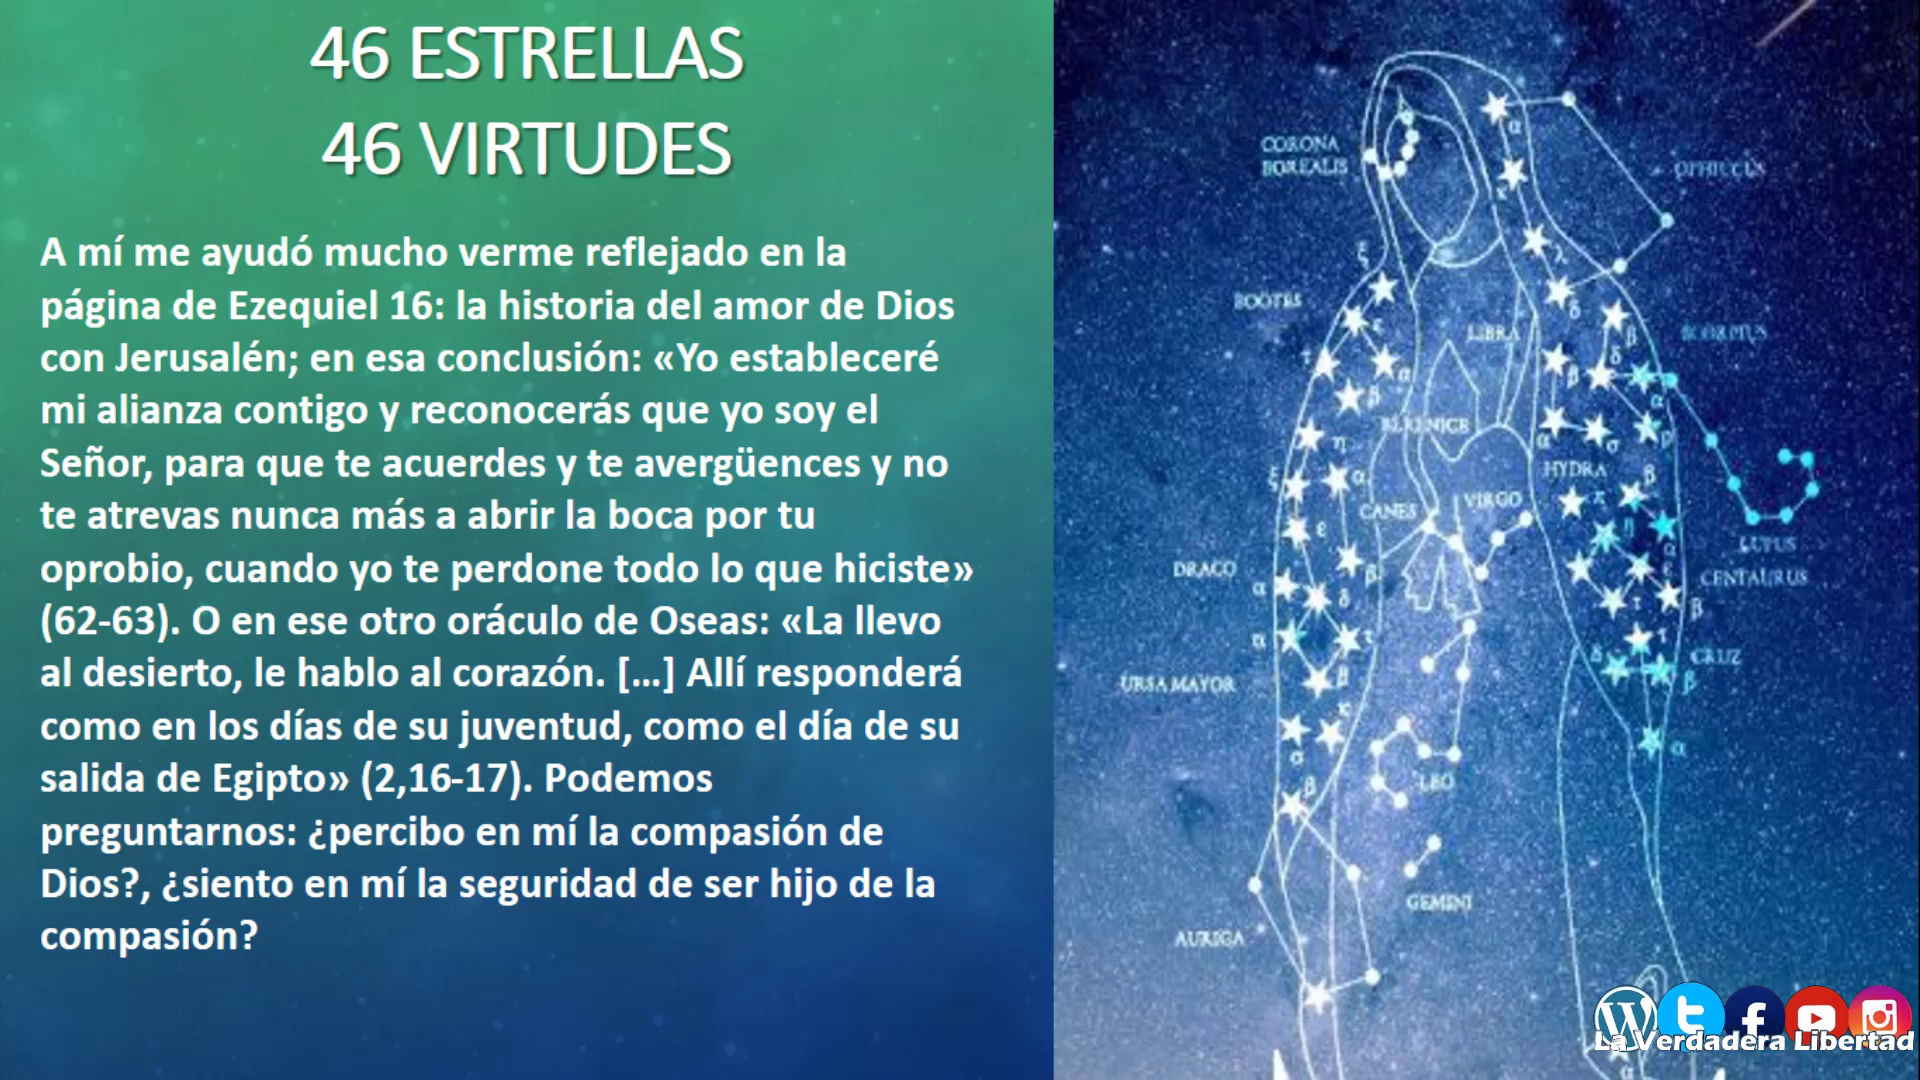 46 ESTRELLAS
46 VIRTUDES
A mí me ayudó mucho verme reflejado en la
página de Ezequiel 16: la historia del amor de Dios
con Jerusalén; en esa conclusión: «Yo estableceré
mi alianza contigo y reconocerás que yo soy el
Señor, para que te acuerdes y te avergüences y no
te atrevas nunca más a abrir la boca por tu
oprobio, cuando yo te perdone todo lo que hiciste»
(62-63). O en ese otro oráculo de Oseas: «La llevo
al desierto, le hablo al corazón. [...] Allí responderá
como en los días de su juventud, como el día de su
salida de Egipto» (2,16-17). Podemos
preguntarnos: ¿percibo en mí la compasión de
Dios?, ¿siento en mí la seguridad de ser hijo de la
compasión?
CORONA
BOREALIS
OPHIUCUS
BOOTES
LIBRA
SCORPIUS
BERENICE
HYDRA
CANES
VIRGO
LUPUS
DRACO
CENTAURUS
CRUZ
URSA MAYOR
LEO
GEMINI
AURIGA
La Verdadera Libertad